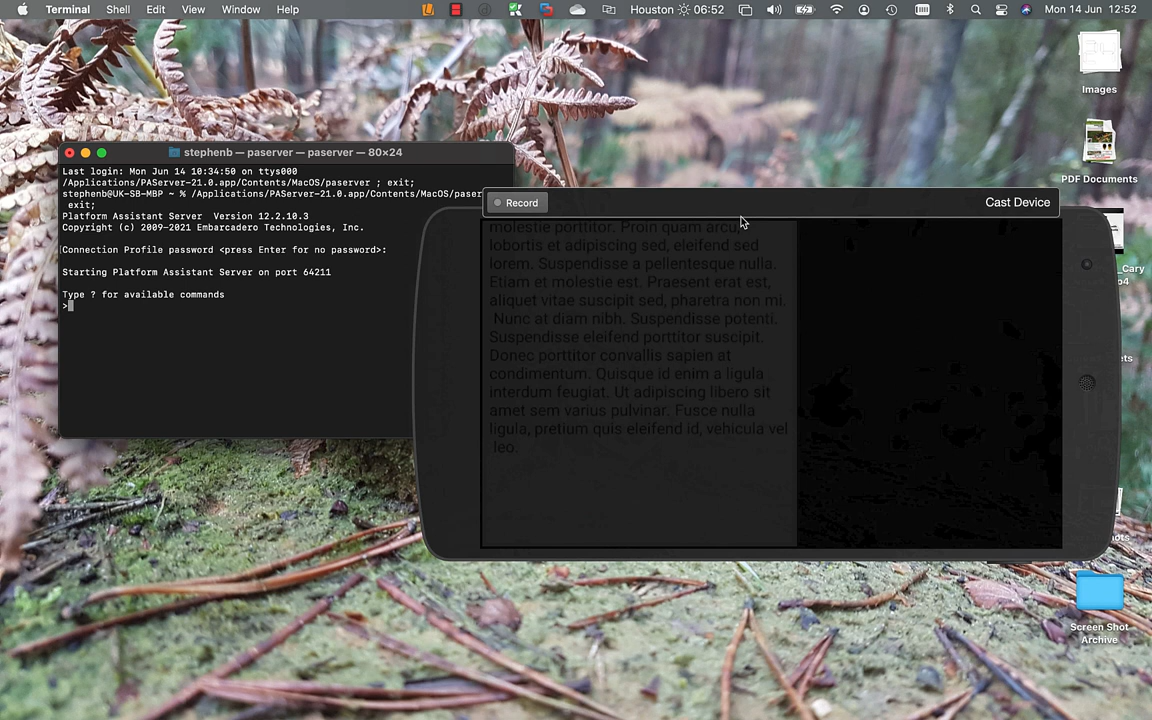 Terminal Shell Edit View Window Help Houston 06:52 Mon 14 Jun 12:52
Images
PDF Documents
_Cary
p4
ets
ots
Screen Shot
Archive
stephenb — paserver — paserver — 80×24
Last login: Mon Jun 14 10:34:50 on ttys000
/Applications/PAServer-21.0.app/Contents/MacOS/paserver ; exit;
stephenb@UK-SB-MBP ~ % /Applications/PAServer-21.0.app/Contents/MacOS/paser
exit;
Platform Assistant Server Version 12.2.10.3
Copyright (c) 2009-2021 Embarcadero Technologies, Inc.
Connection Profile password <press Enter for no password>:
Starting Platform Assistant Server on port 64211
Type ? for available commands
>
Record Cast Device
molestie porttitor. Proin quam arcu,
lobortis et adipiscing sed, eleifend sed
lorem. Suspendisse a pellentesque nulla.
Etiam et molestie est. Praesent erat est,
aliquet vitae suscipit sed, pharetra non mi.
Nunc at diam nibh. Suspendisse potenti.
Suspendisse eleifend porttitor suscipit.
Donec porttitor convallis sapien at
condimentum. Quisque id enim a ligula
interdum feugiat. Ut adipiscing libero sit
amet sem varius pulvinar. Fusce nulla
ligula, pretium quis eleifend id, vehicula vel
leo.